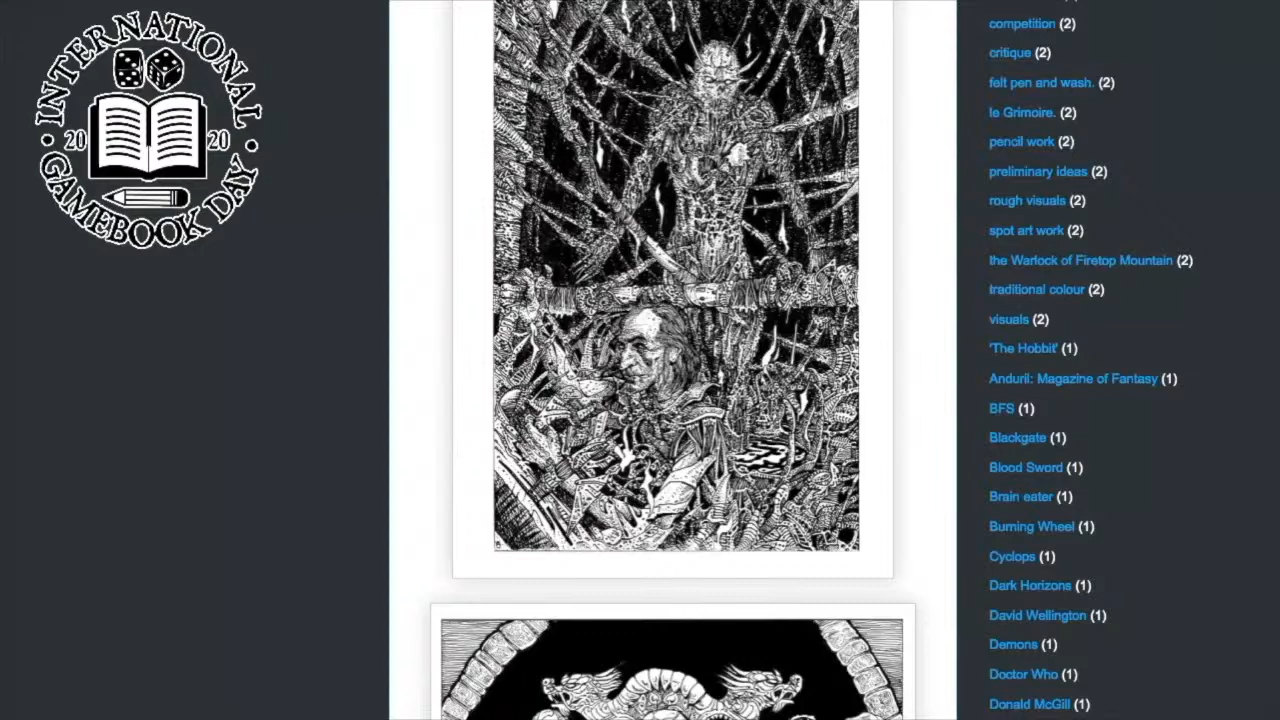 INTERNATIONAL
20 20
GAMEBOOK DAY
competition (2)
critique (2)
felt pen and wash. (2)
le Grimoire. (2)
pencil work (2)
preliminary ideas (2)
rough visuals (2)
spot art work (2)
the Warlock of Firetop Mountain (2)
traditional colour (2)
visuals (2)
'The Hobbit' (1)
Anduril: Magazine of Fantasy (1)
BFS (1)
Blackgate (1)
Blood Sword (1)
Brain eater (1)
Burning Wheel (1)
Cyclops (1)
Dark Horizons (1)
David Wellington (1)
Demons (1)
Doctor Who (1)
Donald McGill (1)